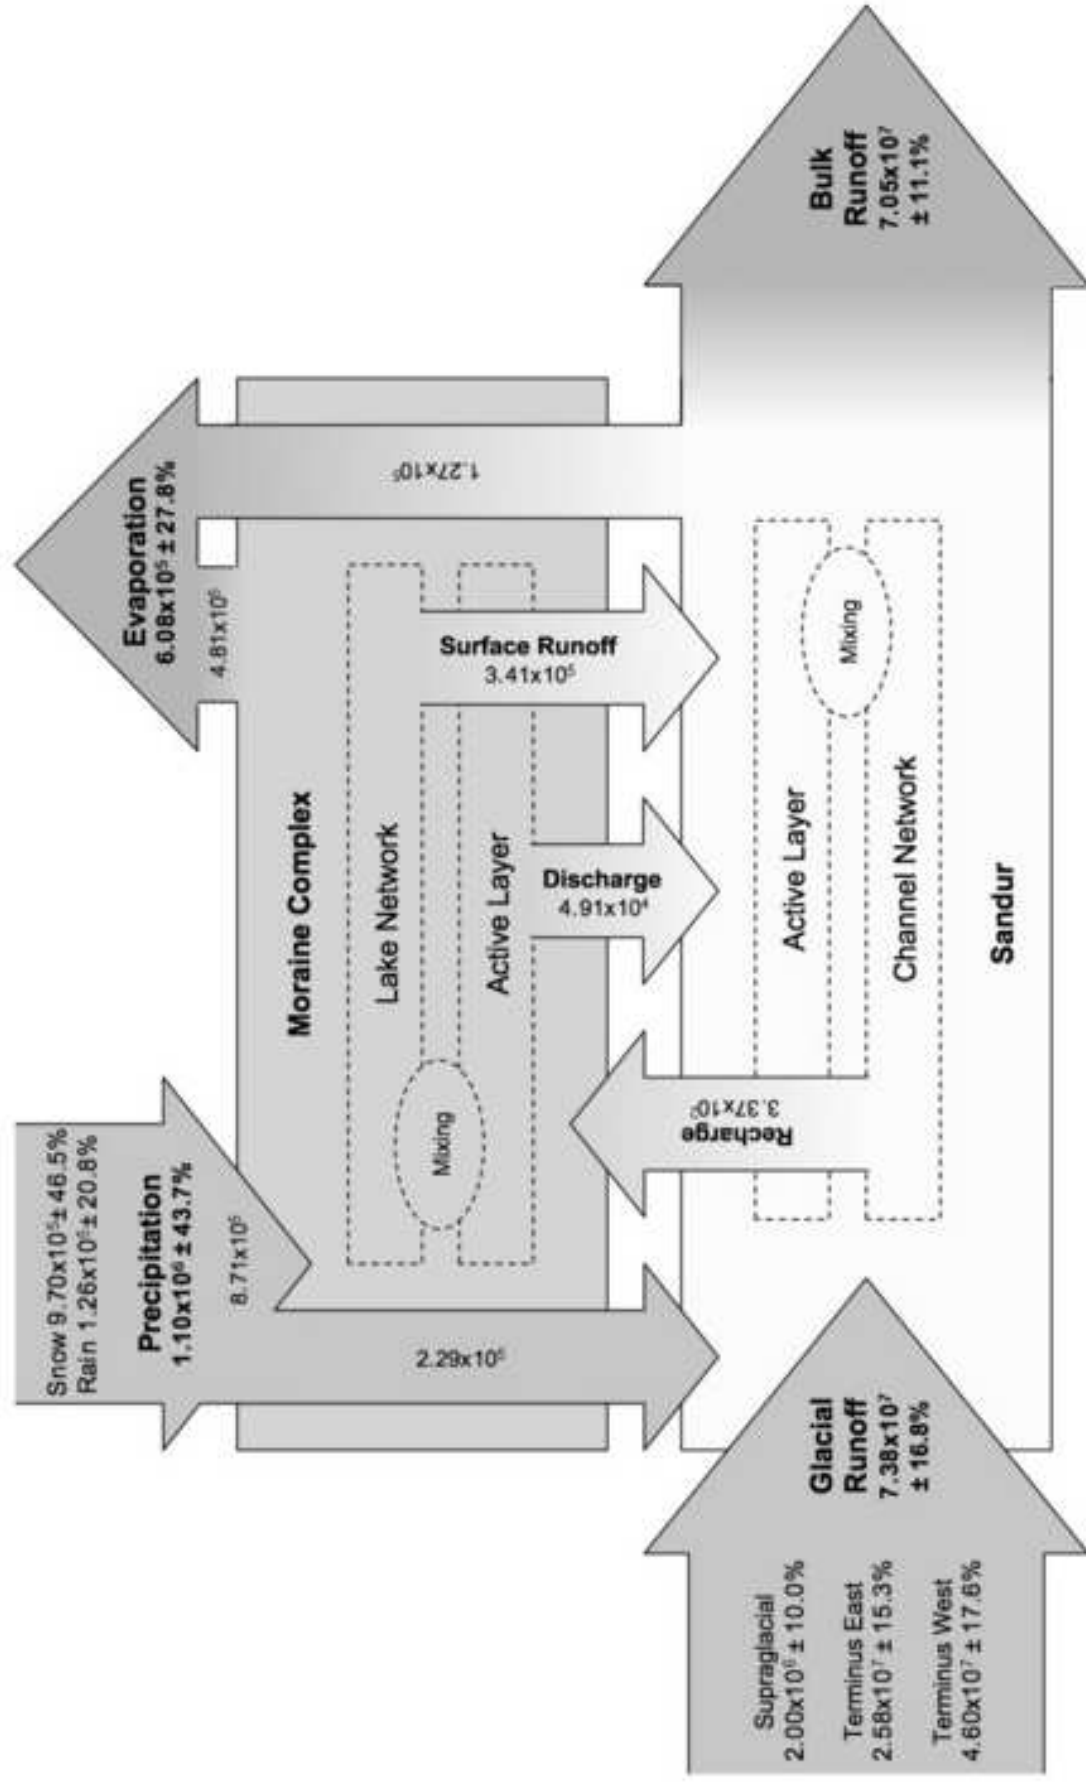 Snow 9.70x10⁵± 46.5%
Rain 1.26x10⁵± 20.8%
Precipitation
1.10x10⁶ ± 43.7%
8.71x10⁵
2.29x10⁵
Evaporation
6.08x10⁵ ± 27.8%
4.81x10⁵
1.27x10⁵
Moraine Complex
Lake Network
Mixing
Active Layer
Surface Runoff
3.41x10⁵
Discharge
4.91x10⁴
Recharge
Active Layer
Mixing
Channel Network
Sandur
Supraglacial
2.00x10⁶ ± 10.0%
Terminus East
2.58x10⁷ ± 15.3%
Terminus West
4.60x10⁷ ± 17.6%
Glacial
Runoff
7.38x10⁷
± 16.8%
Bulk
Runoff
7.05x10⁷
± 11.1%